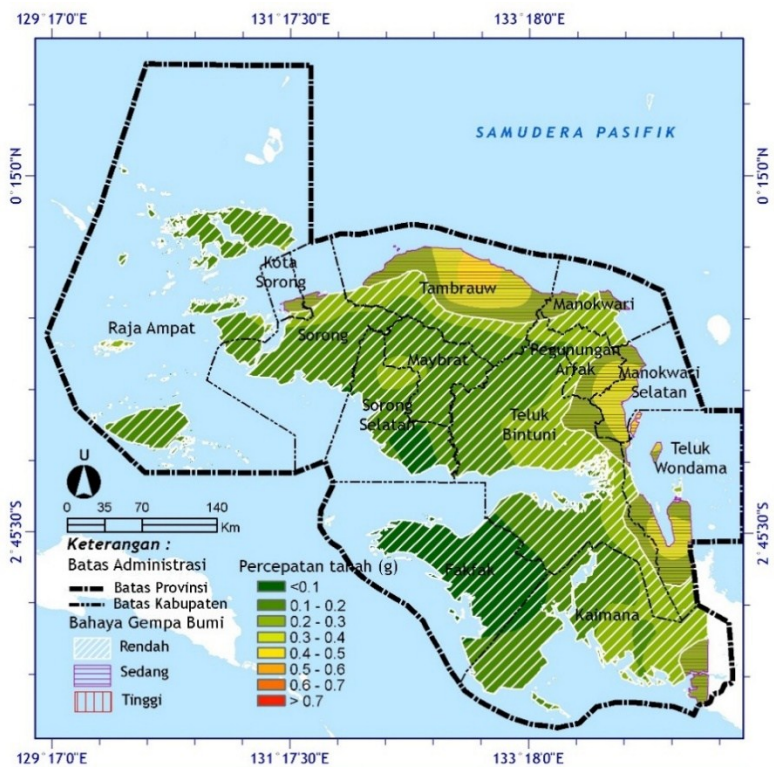 129°17'0"E 131°17'30"E 133°18'0"E
SAMUDERA PASIFIK
0°15'0"N 0°15'0"N
Kota
Sorong
Tambrauw
Manokwari
Raja Ampat
Sorong
Maybrat
Pegunungan
Arfak
Manokwari
Selatan
Sorong
Selatan
Teluk
Bintuni
Teluk
Wondama
U
0 35 70 140
Km
2°45'30"S 2°45'30"S
Keterangan :
Batas Administrasi
Batas Provinsi
Batas Kabupaten
Bahaya Gempa Bumi
Rendah
Sedang
Tinggi
Percepatan tanah (g)
<0.1
0.1 - 0.2
0.2 - 0.3
0.3 - 0.4
0.4 - 0.5
0.5 - 0.6
0.6 - 0.7
> 0.7
Fakfak
Kaimana
129°17'0"E 131°17'30"E 133°18'0"E